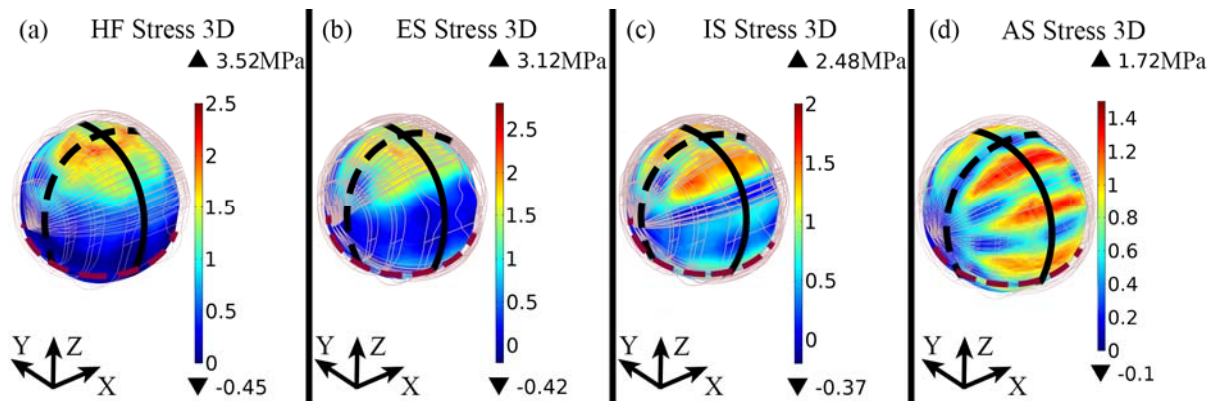 (a) HF Stress 3D
▲ 3.52MPa
2.5
2
1.5
1
0.5
0
▼ -0.45
Y Z X
(b) ES Stress 3D
▲ 3.12MPa
2.5
2
1.5
1
0.5
0
▼ -0.42
Y Z X
(c) IS Stress 3D
▲ 2.48MPa
2
1.5
1
0.5
0
▼ -0.37
Y Z X
(d) AS Stress 3D
▲ 1.72MPa
1.4
1.2
1
0.8
0.6
0.4
0.2
0
▼ -0.1
Y Z X